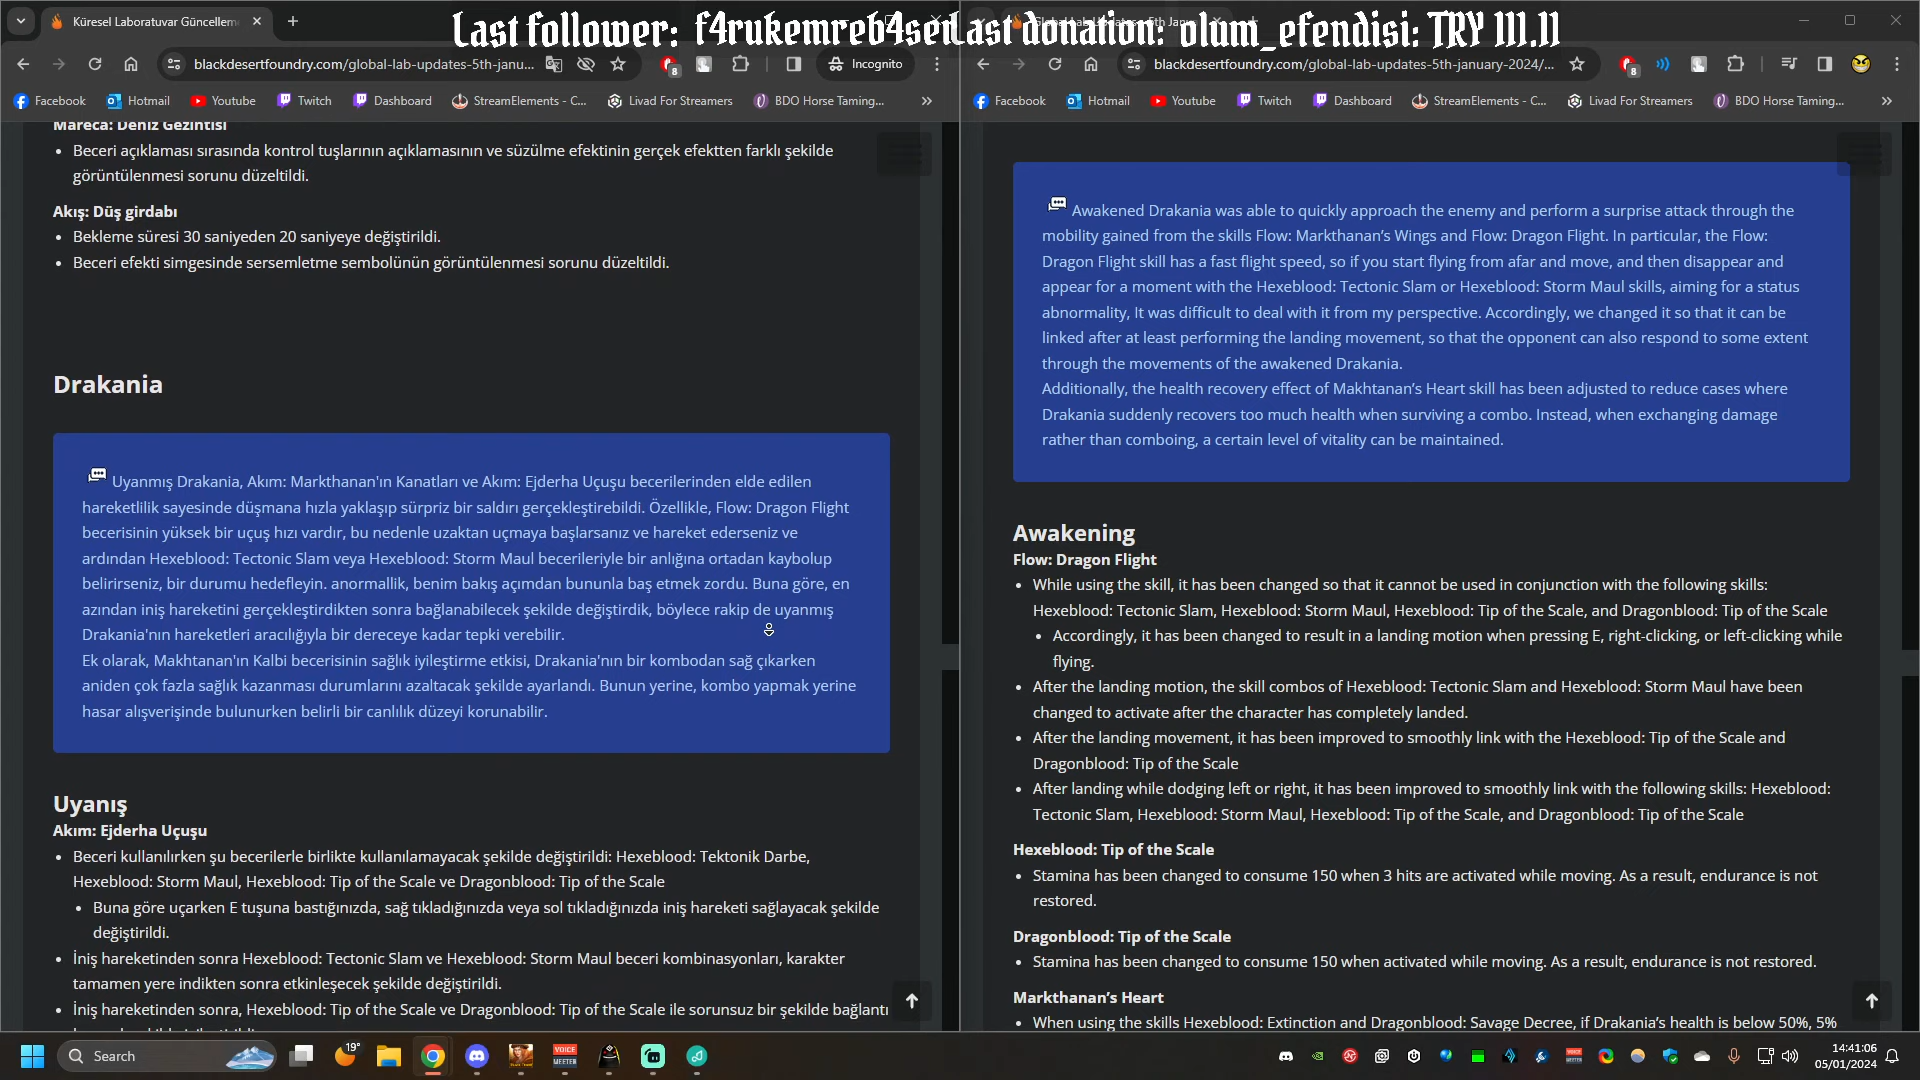 Last follower: f4rukemreb4sen
Last donation: olum_efendisi: TRY 111.11
Küresel Laboratuvar Güncellem
blackdesertfoundry.com/global-lab-updates-5th-janu...
8
Incognito
Facebook
Hotmail
Youtube
Twitch
Dashboard
StreamElements - C...
Livad For Streamers
BDO Horse Taming...
»
Mareca: Deniz Gezintisi
• Beceri açıklaması sırasında kontrol tuşlarının açıklamasının ve süzülme efektinin gerçek efektten farklı şekilde
görüntülenmesi sorunu düzeltildi.
Akış: Düş girdabı
• Bekleme süresi 30 saniyeden 20 saniyeye değiştirildi.
• Beceri efekti simgesinde sersemletme sembolünün görüntülenmesi sorunu düzeltildi.
Drakania
Uyanmış Drakania, Akım: Markthanan'ın Kanatları ve Akım: Ejderha Uçuşu becerilerinden elde edilen
hareketlilik sayesinde düşmana hızla yaklaşıp sürpriz bir saldırı gerçekleştirebildi. Özellikle, Flow: Dragon Flight
becerisinin yüksek bir uçuş hızı vardır, bu nedenle uzaktan uçmaya başlarsanız ve hareket ederseniz ve
ardından Hexeblood: Tectonic Slam veya Hexeblood: Storm Maul becerileriyle bir anlığına ortadan kaybolup
belirirseniz, bir durumu hedefleyin. anormallik, benim bakış açımdan bununla baş etmek zordu. Buna göre, en
azından iniş hareketini gerçekleştirdikten sonra bağlanabilecek şekilde değiştirdik, böylece rakip de uyanmış
Drakania'nın hareketleri aracılığıyla bir dereceye kadar tepki verebilir.
Ek olarak, Makhtanan'ın Kalbi becerisinin sağlık iyileştirme etkisi, Drakania'nın bir kombodan sağ çıkarken
aniden çok fazla sağlık kazanması durumlarını azaltacak şekilde ayarlandı. Bunun yerine, kombo yapmak yerine
hasar alışverişinde bulunurken belirli bir canlılık düzeyi korunabilir.
Uyanış
Akım: Ejderha Uçuşu
• Beceri kullanılırken şu becerilerle birlikte kullanılamayacak şekilde değiştirildi: Hexeblood: Tektonik Darbe,
Hexeblood: Storm Maul, Hexeblood: Tip of the Scale ve Dragonblood: Tip of the Scale
• Buna göre uçarken E tuşuna bastığınızda, sağ tıkladığınızda veya sol tıkladığınızda iniş hareketi sağlayacak şekilde
değiştirildi.
• İniş hareketinden sonra Hexeblood: Tectonic Slam ve Hexeblood: Storm Maul beceri kombinasyonları, karakter
tamamen yere indikten sonra etkinleşecek şekilde değiştirildi.
• İniş hareketinden sonra, Hexeblood: Tip of the Scale ve Dragonblood: Tip of the Scale ile sorunsuz bir şekilde bağlantı
Global Lab Updates - 5th Janu
blackdesertfoundry.com/global-lab-updates-5th-january-2024/...
8
Facebook
Hotmail
Youtube
Twitch
Dashboard
StreamElements - C...
Livad For Streamers
BDO Horse Taming...
»
Awakened Drakania was able to quickly approach the enemy and perform a surprise attack through the
mobility gained from the skills Flow: Markthanan’s Wings and Flow: Dragon Flight. In particular, the Flow:
Dragon Flight skill has a fast flight speed, so if you start flying from afar and move, and then disappear and
appear for a moment with the Hexeblood: Tectonic Slam or Hexeblood: Storm Maul skills, aiming for a status
abnormality, It was difficult to deal with it from my perspective. Accordingly, we changed it so that it can be
linked after at least performing the landing movement, so that the opponent can also respond to some extent
through the movements of the awakened Drakania.
Additionally, the health recovery effect of Makhtanan’s Heart skill has been adjusted to reduce cases where
Drakania suddenly recovers too much health when surviving a combo. Instead, when exchanging damage
rather than comboing, a certain level of vitality can be maintained.
Awakening
Flow: Dragon Flight
• While using the skill, it has been changed so that it cannot be used in conjunction with the following skills:
Hexeblood: Tectonic Slam, Hexeblood: Storm Maul, Hexeblood: Tip of the Scale, and Dragonblood: Tip of the Scale
• Accordingly, it has been changed to result in a landing motion when pressing E, right-clicking, or left-clicking while
flying.
• After the landing motion, the skill combos of Hexeblood: Tectonic Slam and Hexeblood: Storm Maul have been
changed to activate after the character has completely landed.
• After the landing movement, it has been improved to smoothly link with the Hexeblood: Tip of the Scale and
Dragonblood: Tip of the Scale
• After landing while dodging left or right, it has been improved to smoothly link with the following skills: Hexeblood:
Tectonic Slam, Hexeblood: Storm Maul, Hexeblood: Tip of the Scale, and Dragonblood: Tip of the Scale
Hexeblood: Tip of the Scale
• Stamina has been changed to consume 150 when 3 hits are activated while moving. As a result, endurance is not
restored.
Dragonblood: Tip of the Scale
• Stamina has been changed to consume 150 when activated while moving. As a result, endurance is not restored.
Markthanan’s Heart
• When using the skills Hexeblood: Extinction and Dragonblood: Savage Decree, if Drakania’s health is below 50%, 5%
Search
19°
VOICE
MEETER
14:41:06
05/01/2024